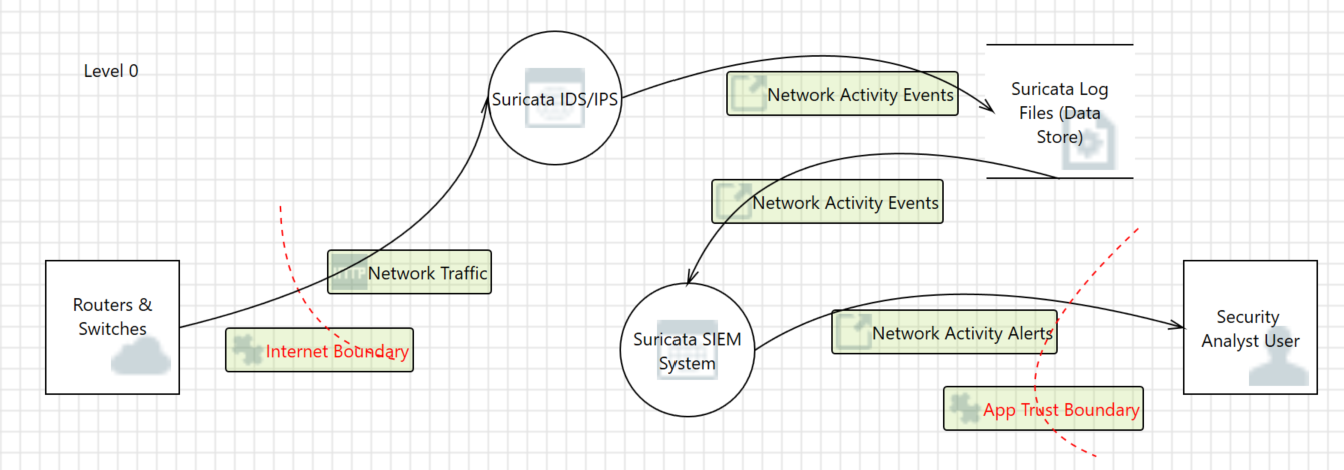 Level 0
Suricata IDS/IPS
Network Activity Events
Suricata Log
Files (Data
Store)
Network Activity Events
Network Traffic
HTTP
Routers &
Switches
Internet Boundary
Suricata SIEM
System
Network Activity Alerts
Security
Analyst User
App Trust Boundary